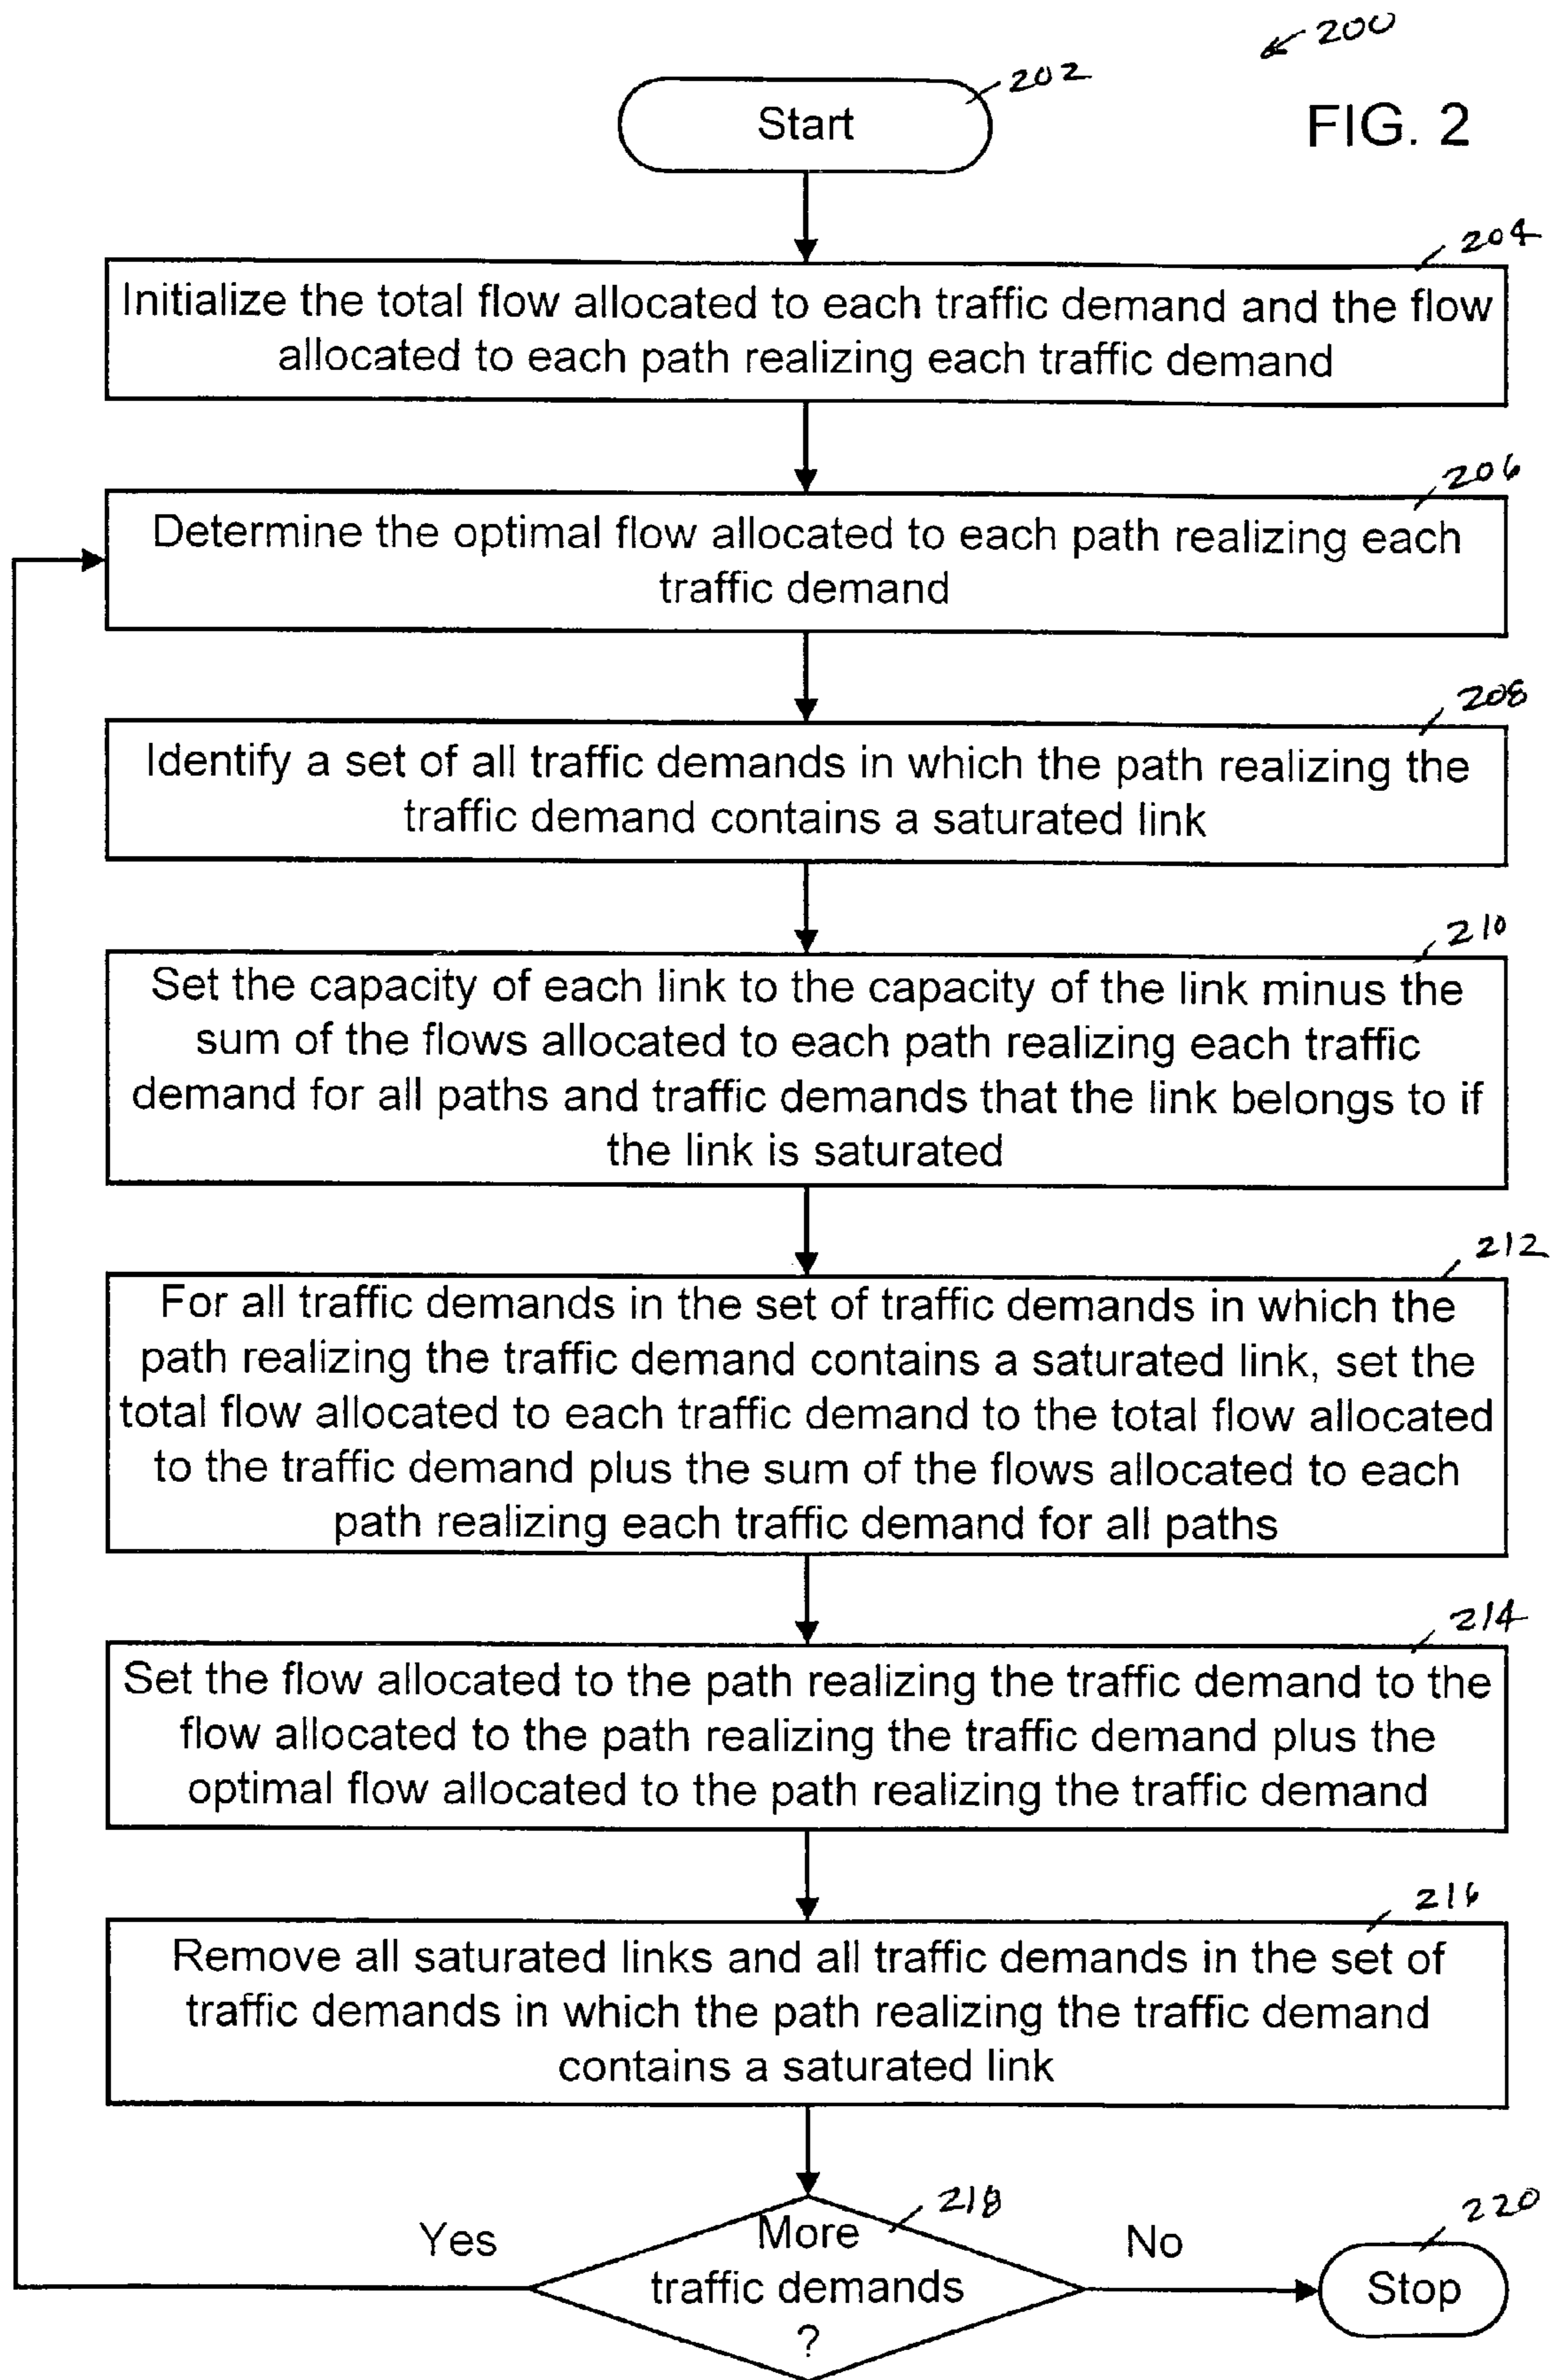 200
202
Start
FIG. 2
204
Initialize the total flow allocated to each traffic demand and the flow
allocated to each path realizing each traffic demand
206
Determine the optimal flow allocated to each path realizing each
traffic demand
208
Identify a set of all traffic demands in which the path realizing the
traffic demand contains a saturated link
210
Set the capacity of each link to the capacity of the link minus the
sum of the flows allocated to each path realizing each traffic
demand for all paths and traffic demands that the link belongs to if
the link is saturated
212
For all traffic demands in the set of traffic demands in which the
path realizing the traffic demand contains a saturated link, set the
total flow allocated to each traffic demand to the total flow allocated
to the traffic demand plus the sum of the flows allocated to each
path realizing each traffic demand for all paths
214
Set the flow allocated to the path realizing the traffic demand to the
flow allocated to the path realizing the traffic demand plus the
optimal flow allocated to the path realizing the traffic demand
216
Remove all saturated links and all traffic demands in the set of
traffic demands in which the path realizing the traffic demand
contains a saturated link
218
220
Yes
More
traffic demands
?
No
Stop